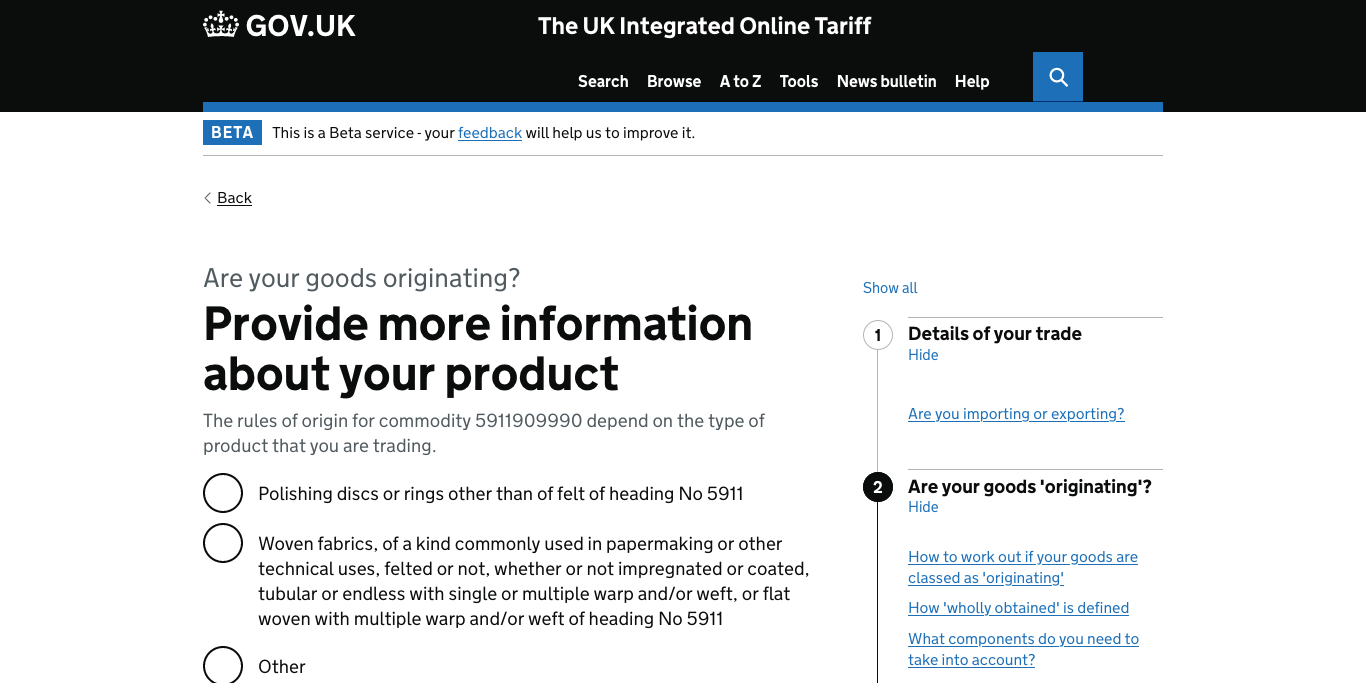 GOV.UK
The UK Integrated Online Tariff
Search Browse A to Z Tools News bulletin Help
BETA This is a Beta service - your feedback will help us to improve it.
Back
Are your goods originating?
Provide more information
about your product
The rules of origin for commodity 5911909990 depend on the type of
product that you are trading.
Polishing discs or rings other than of felt of heading No 5911
Woven fabrics, of a kind commonly used in papermaking or other
technical uses, felted or not, whether or not impregnated or coated,
tubular or endless with single or multiple warp and/or weft, or flat
woven with multiple warp and/or weft of heading No 5911
Other
Show all
1 Details of your trade
Hide
Are you importing or exporting?
2 Are your goods 'originating'?
Hide
How to work out if your goods are
classed as 'originating'
How 'wholly obtained' is defined
What components do you need to
take into account?